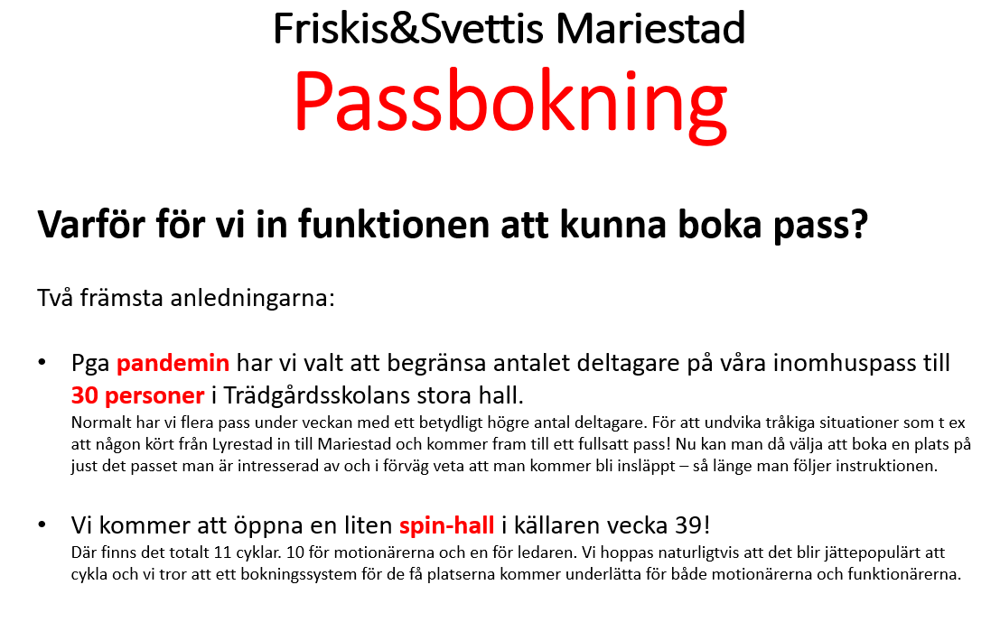 Friskis&Svettis Mariestad
Passbokning
Varför för vi in funktionen att kunna boka pass?
Två främsta anledningarna:
• Pga pandemin har vi valt att begränsa antalet deltagare på våra inomhuspass till
30 personer i Trädgårdsskolans stora hall.
Normalt har vi flera pass under veckan med ett betydligt högre antal deltagare. För att undvika tråkiga situationer som t ex
att någon kört från Lyrestad in till Mariestad och kommer fram till ett fullsatt pass! Nu kan man då välja att boka en plats på
just det passet man är intresserad av och i förväg veta att man kommer bli insläppt – så länge man följer instruktionen.
• Vi kommer att öppna en liten spin-hall i källaren vecka 39!
Där finns det totalt 11 cyklar. 10 för motionärerna och en för ledaren. Vi hoppas naturligtvis att det blir jättepopulärt att
cykla och vi tror att ett bokningssystem för de få platserna kommer underlätta för både motionärerna och funktionärerna.